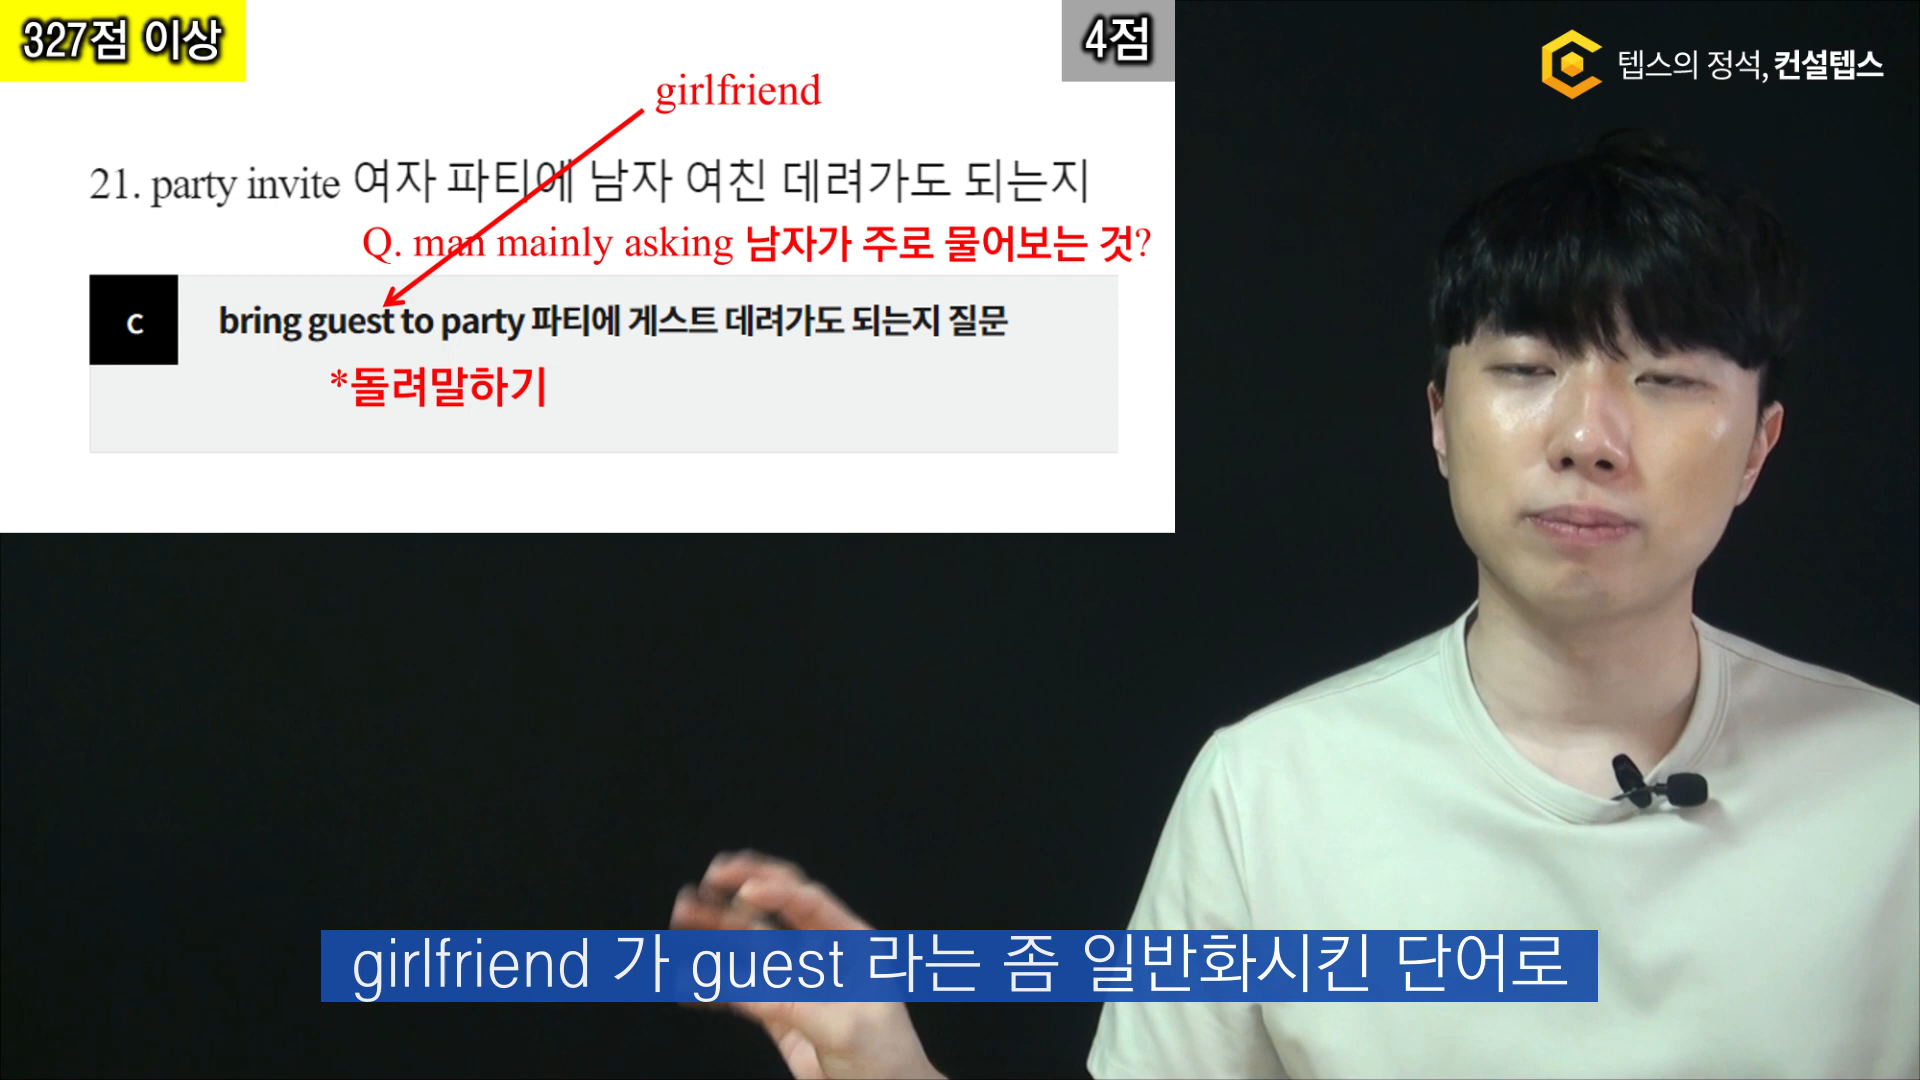 327점 이상
4점
텝스의 정석, 컨설텝스
girlfriend
21. party invite 여자 파티에 남자 여친 데려가도 되는지
Q. man mainly asking 남자가 주로 물어보는 것?
C
bring guest to party 파티에 게스트 데려가도 되는지 질문
*돌려말하기
girlfriend 가 guest 라는 좀 일반화시킨 단어로